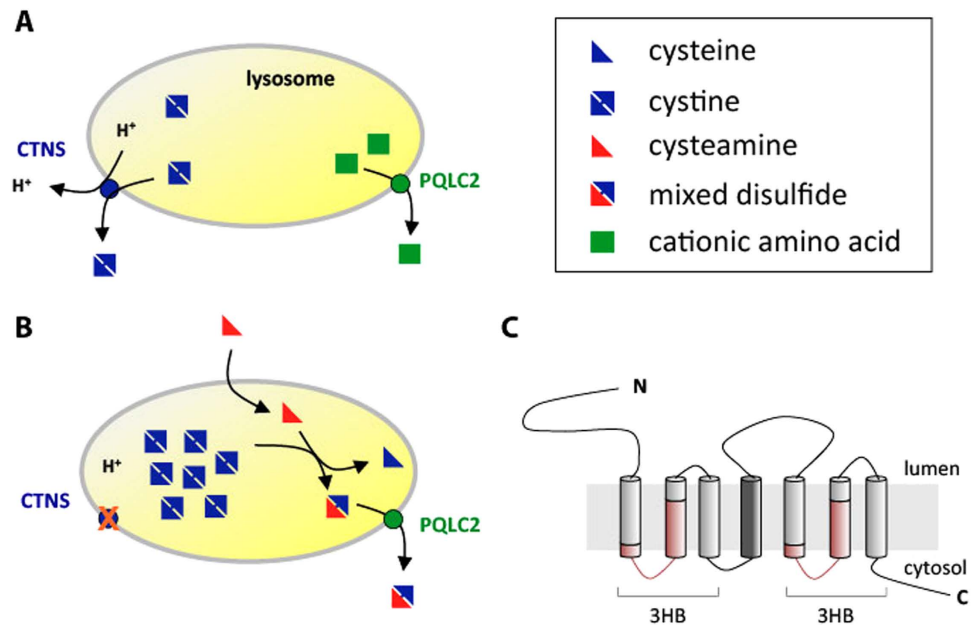 A
lysosome
H+
CTNS
H+
PQLC2
cysteine
cystine
cysteamine
mixed disulfide
cationic amino acid
B
H+
CTNS
PQLC2
C
N
lumen
cytosol
C
3HB
3HB